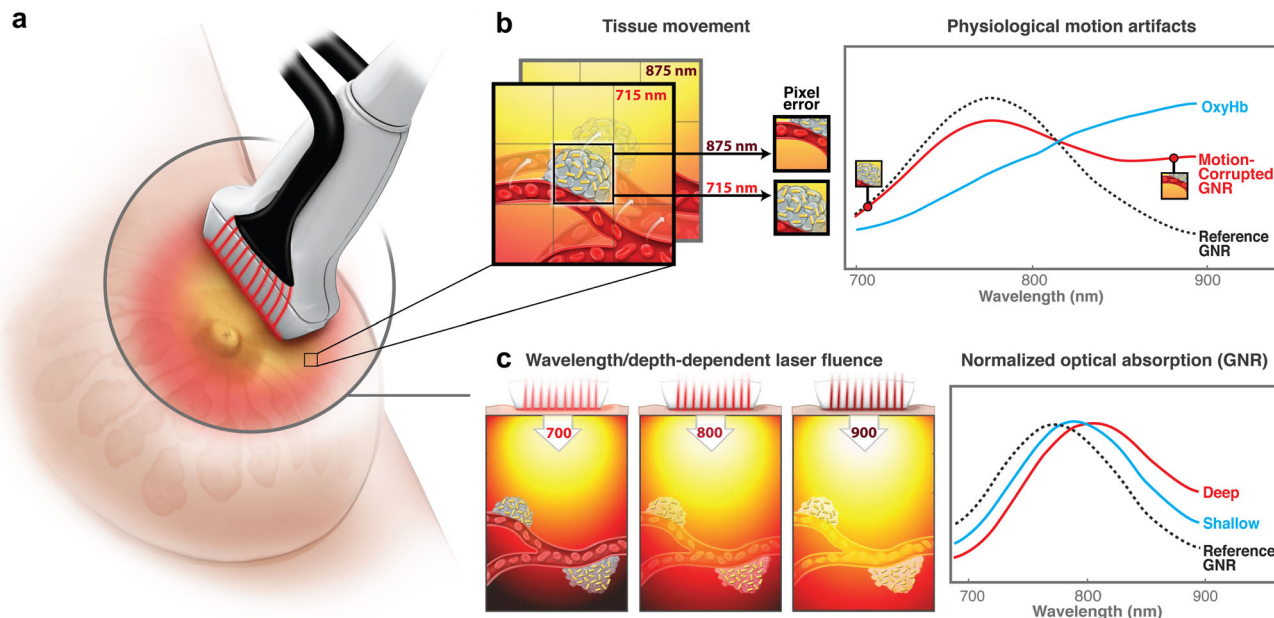 a
b
Tissue movement
875 nm
715 nm
Pixel
error
875 nm
715 nm
Physiological motion artifacts
OxyHb
Motion-
Corrupted
GNR
Reference
GNR
700
800
900
Wavelength (nm)
c
Wavelength/depth-dependent laser fluence
700
800
900
Normalized optical absorption (GNR)
Deep
Shallow
Reference
GNR
700
800
900
Wavelength (nm)